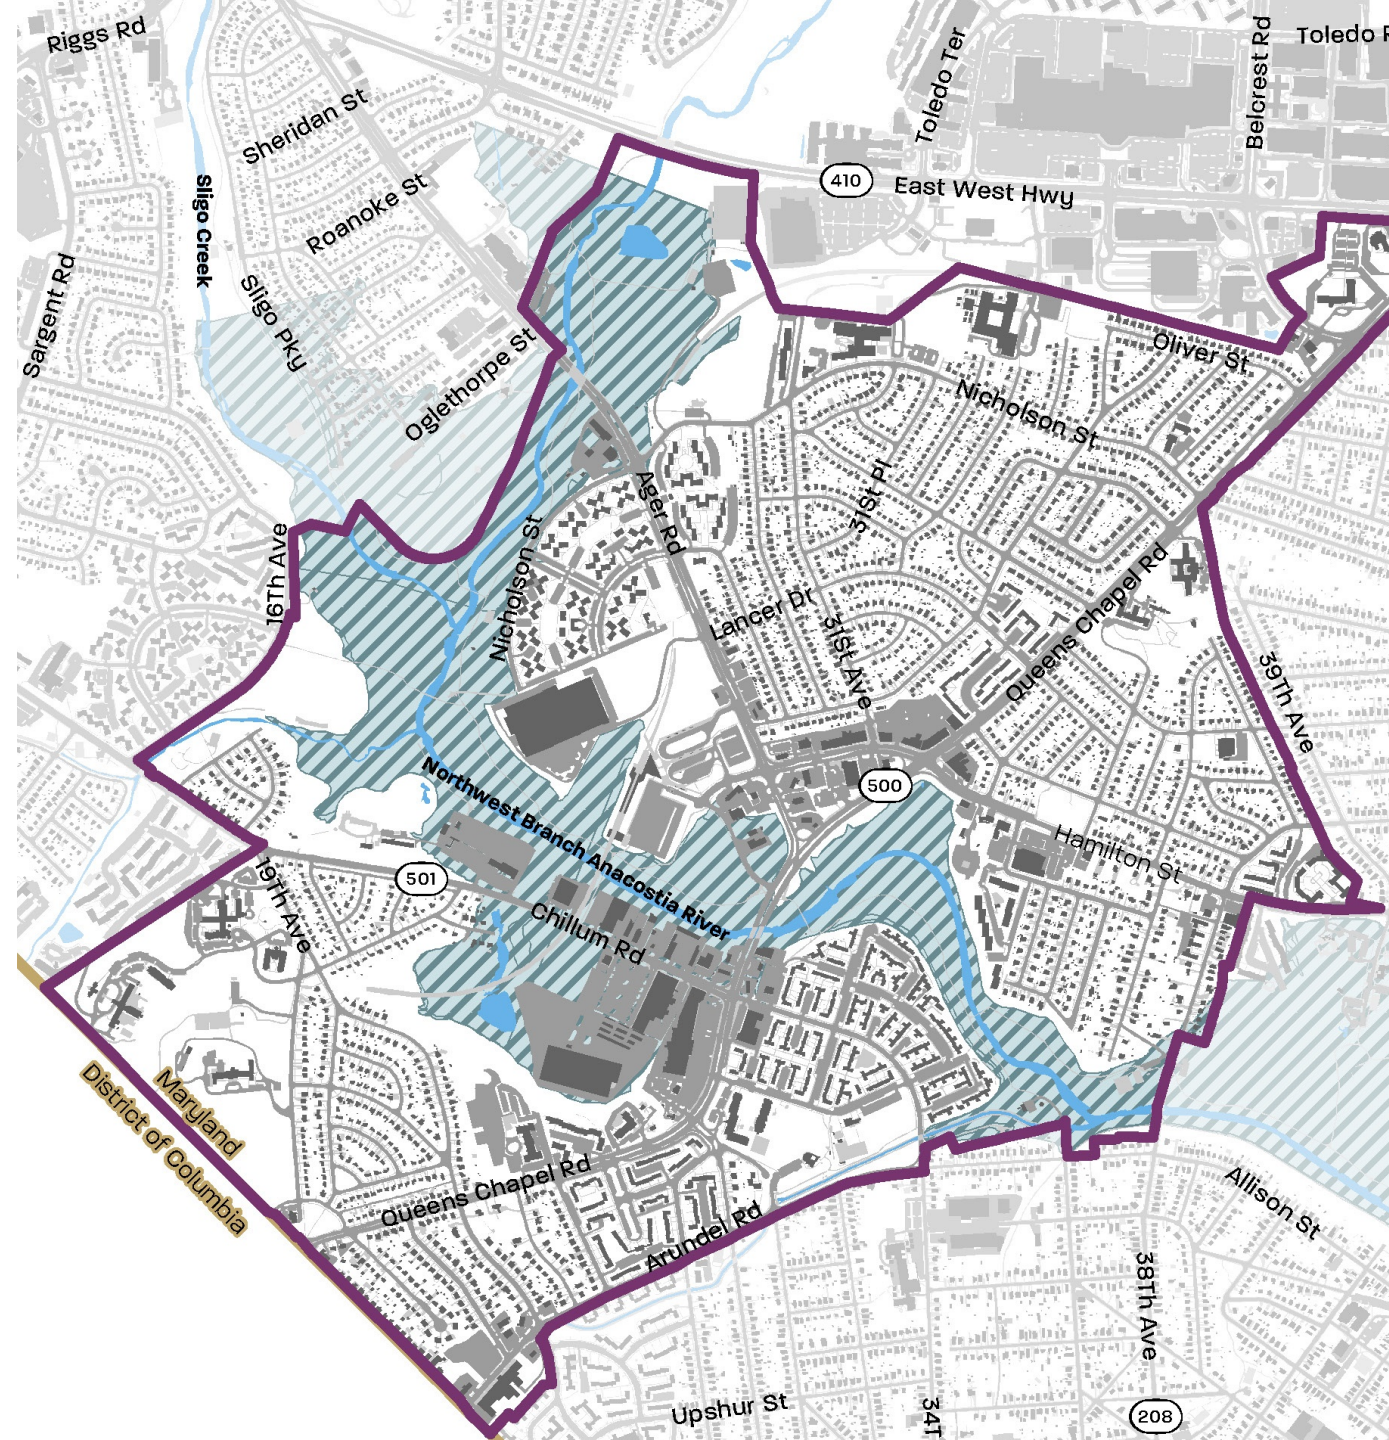 Riggs Rd
Toledo Ter
Belcrest Rd
Toledo R
Sheridan St
Sligo Creek
410
East West Hwy
Roanoke St
Sargent Rd
Sligo Pky
Oglethorpe St
Oliver St
Nicholson St
Ager Rd
31St Pl
16Th Ave
Nicholson St
Lancer Dr
31St Ave
Queens Chapel Rd
39Th Ave
Northwest Branch Anacostia River
500
Hamilton St
501
19Th Ave
Chillum Rd
Maryland
District of Columbia
Queens Chapel Rd
Arundel Rd
Allison St
38Th Ave
Upshur St
34T
208